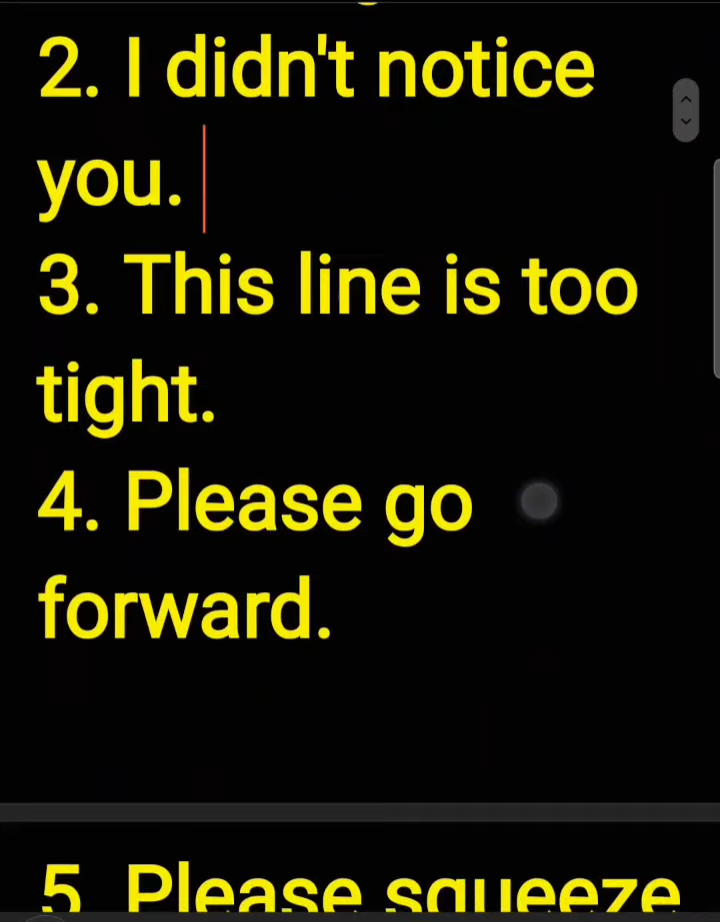 2. I didn't notice
you.
3. This line is too
tight.
4. Please go
forward.
5 Please squeeze